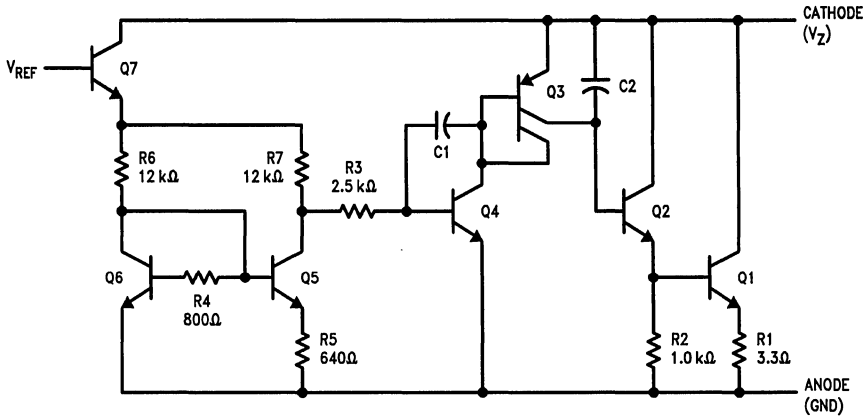 CATHODE
(VZ)
VREF
Q7
Q3
C2
R6
12 kΩ
R7
12 kΩ
R3
2.5 kΩ
C1
Q4
Q2
Q6
R4
800Ω
Q5
Q1
R5
640Ω
R2
1.0 kΩ
R1
3.3Ω
ANODE
(GND)